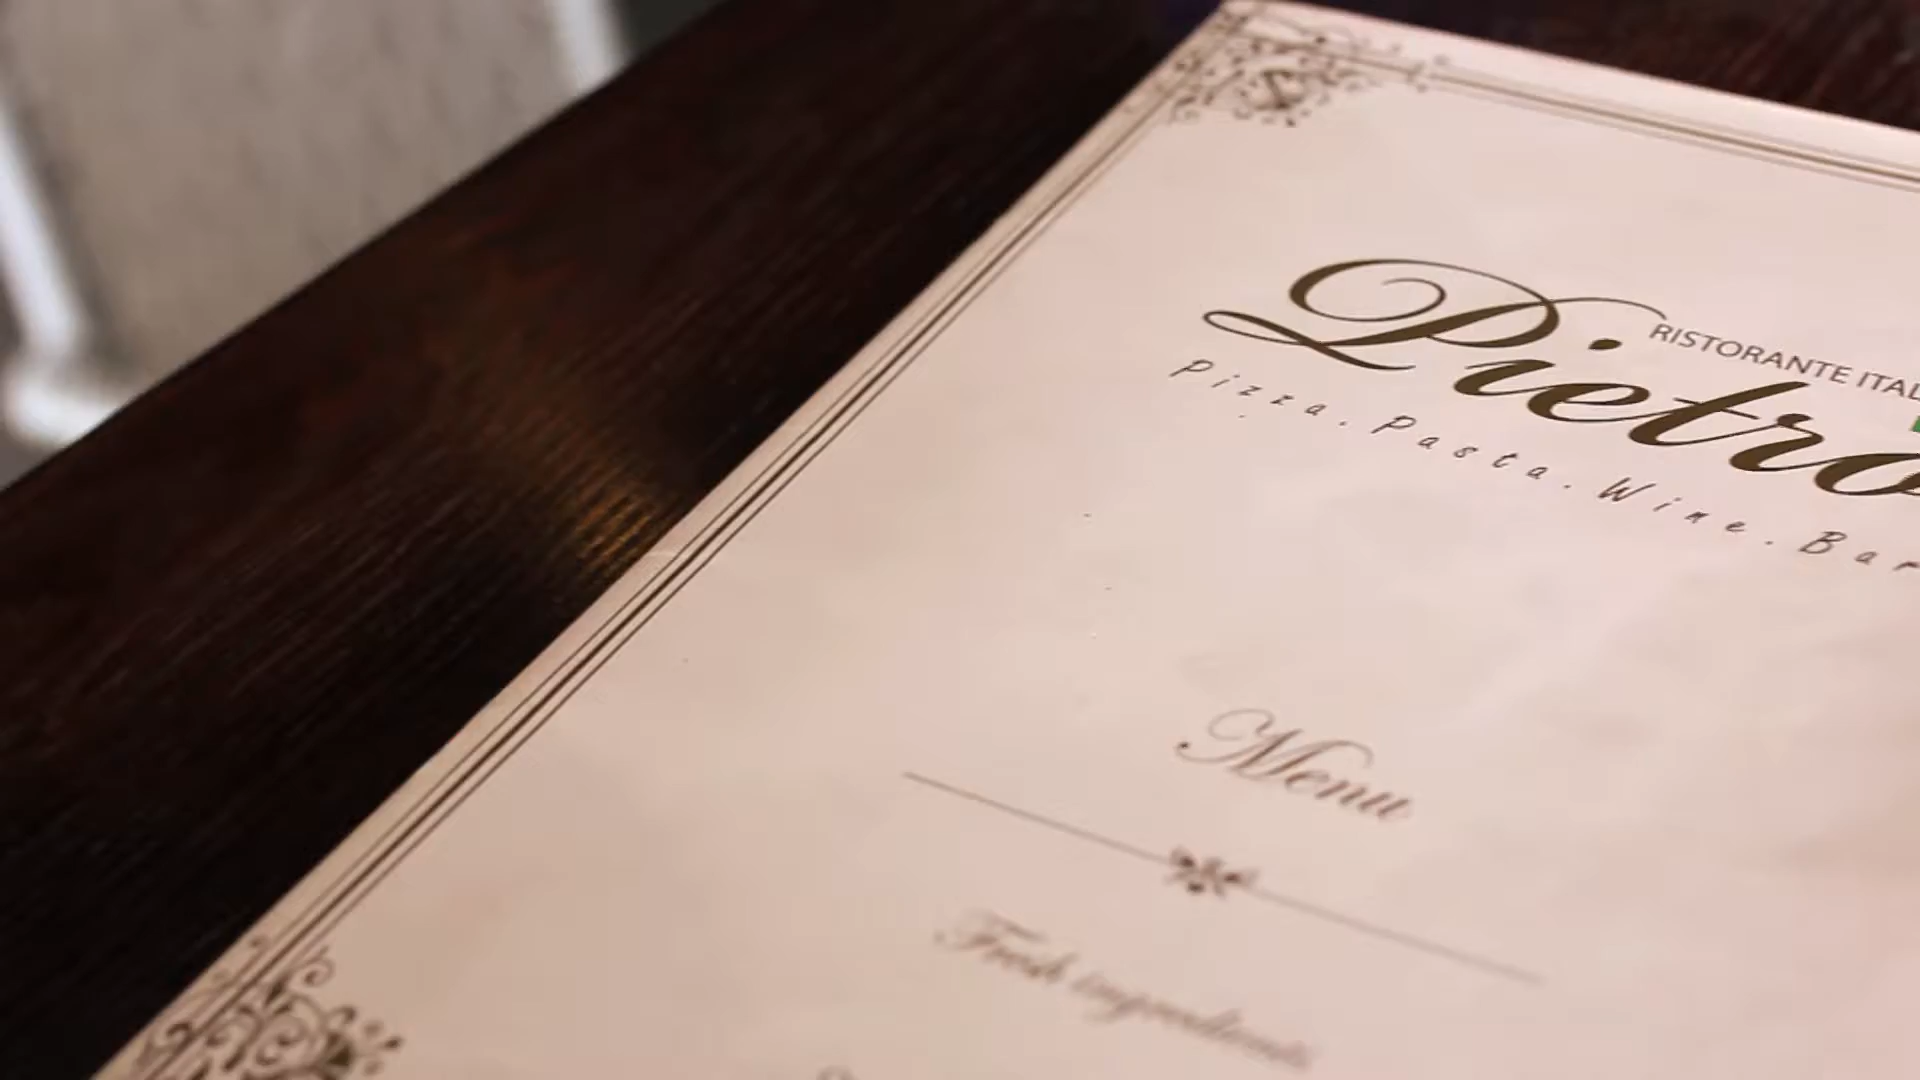 RISTORANTE ITAL
Pietro
Pizza.Pasta.Wine.Bar
Menu
Fresh ingredients